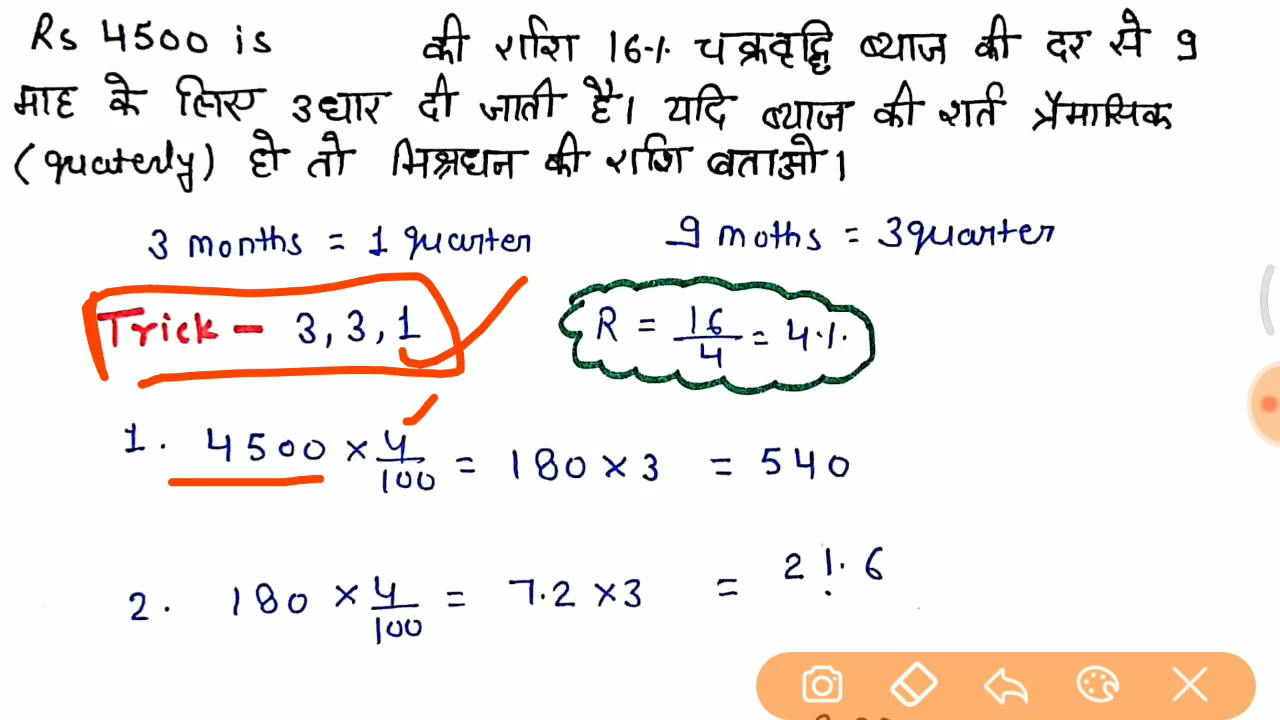 Rs 4500 is की राशि 16% चक्रवृद्धि ब्याज की दर से 9
माह के लिए उधार दी जाती है। यदि ब्याज की शर्त त्रैमासिक
(quaterly) हो तो मिश्रधन की राशि बताओ।
3 months = 1 quarter 9 moths = 3 quarter
Trick - 3, 3, 1 R = 16/4 = 4%
1. 4500 × 4/100 = 180 × 3 = 540
2. 180 × 4/100 = 7.2 × 3 = 21.6